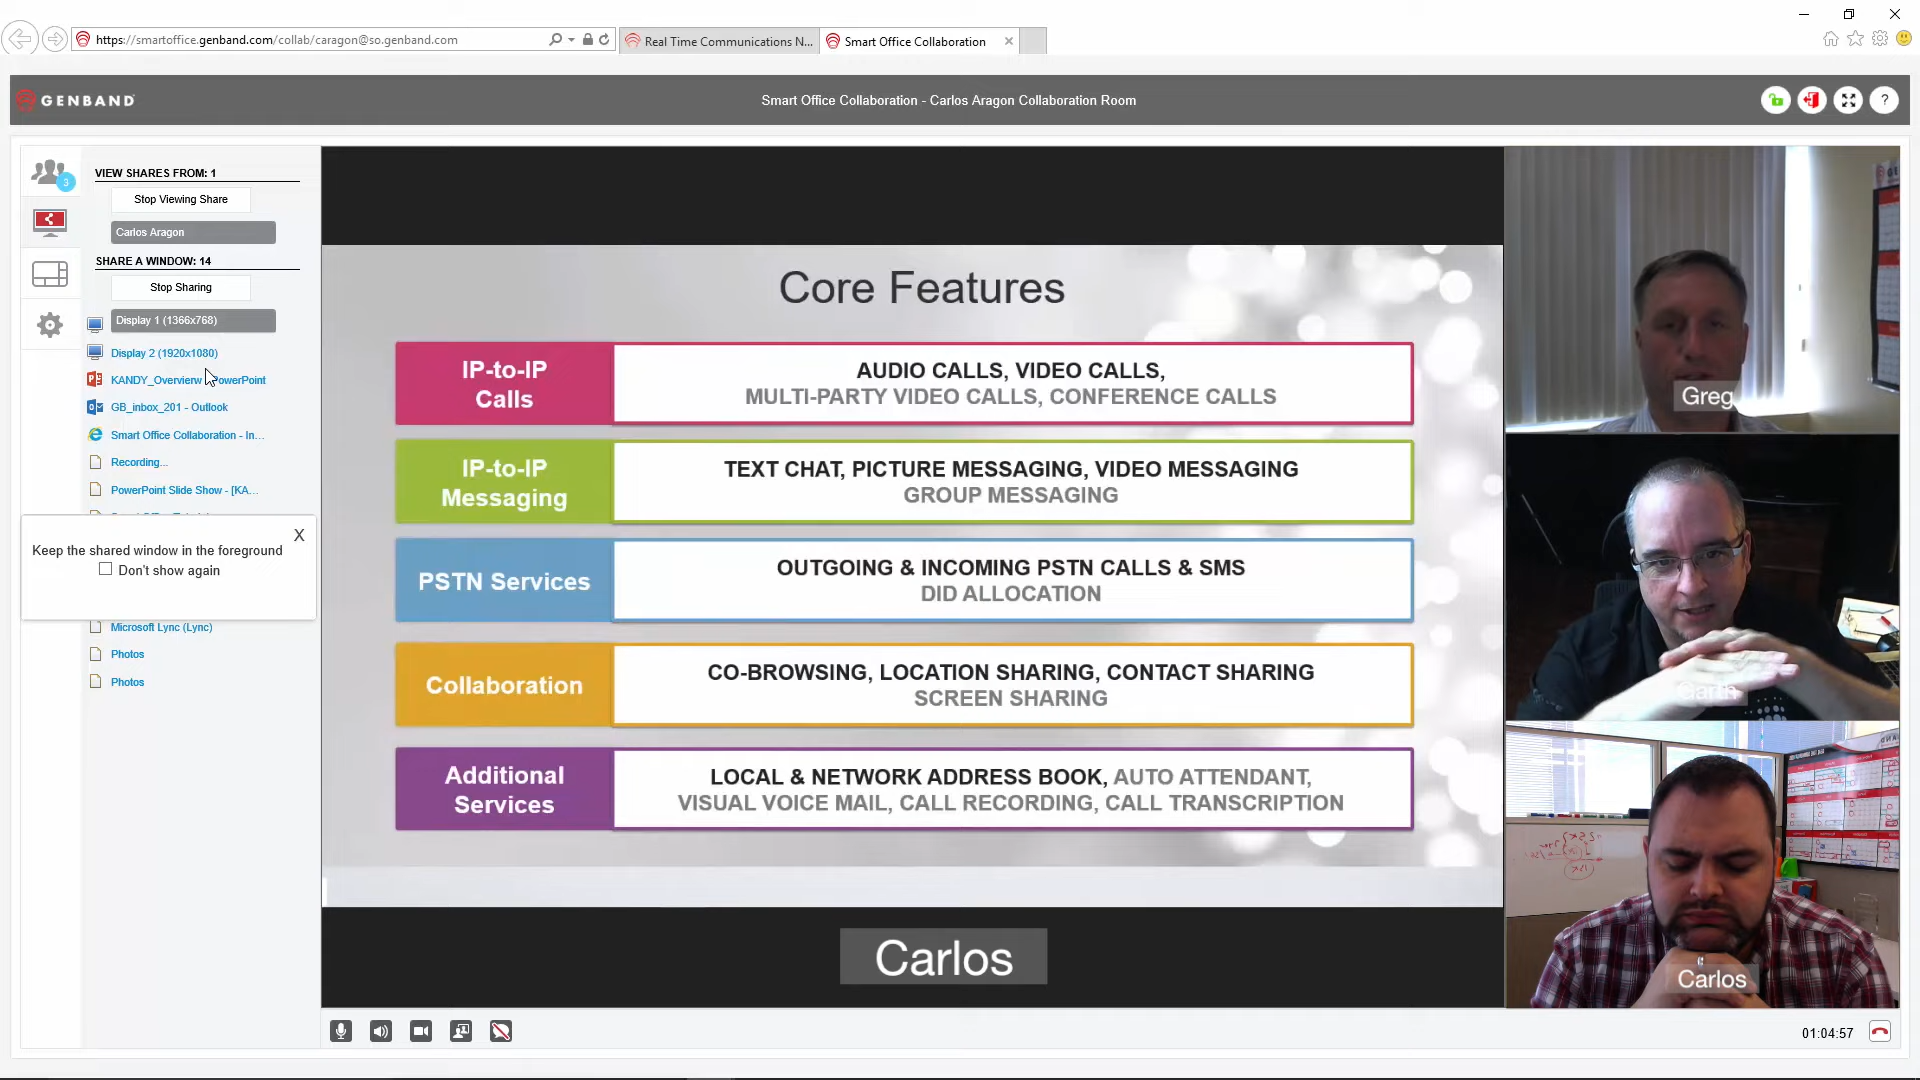 https://smartoffice.genband.com/collab/caragon@so.genband.com
Real Time Communications N...
Smart Office Collaboration
GENBAND
Smart Office Collaboration - Carlos Aragon Collaboration Room
?
3
VIEW SHARES FROM: 1
Stop Viewing Share
Carlos Aragon
SHARE A WINDOW: 14
Stop Sharing
Display 1 (1366x768)
Display 2 (1920x1080)
KANDY_Overvierw PowerPoint
GB_inbox_201 - Outlook
Smart Office Collaboration - In...
Recording...
PowerPoint Slide Show - [KA...
X
Keep the shared window in the foreground
Don't show again
Microsoft Lync (Lync)
Photos
Photos
Core Features
IP-to-IP
Calls
AUDIO CALLS, VIDEO CALLS,
MULTI-PARTY VIDEO CALLS, CONFERENCE CALLS
IP-to-IP
Messaging
TEXT CHAT, PICTURE MESSAGING, VIDEO MESSAGING
GROUP MESSAGING
PSTN Services
OUTGOING & INCOMING PSTN CALLS & SMS
DID ALLOCATION
Collaboration
CO-BROWSING, LOCATION SHARING, CONTACT SHARING
SCREEN SHARING
Additional
Services
LOCAL & NETWORK ADDRESS BOOK, AUTO ATTENDANT,
VISUAL VOICE MAIL, CALL RECORDING, CALL TRANSCRIPTION
Carlos
Greg
Garth
Carlos
01:04:57